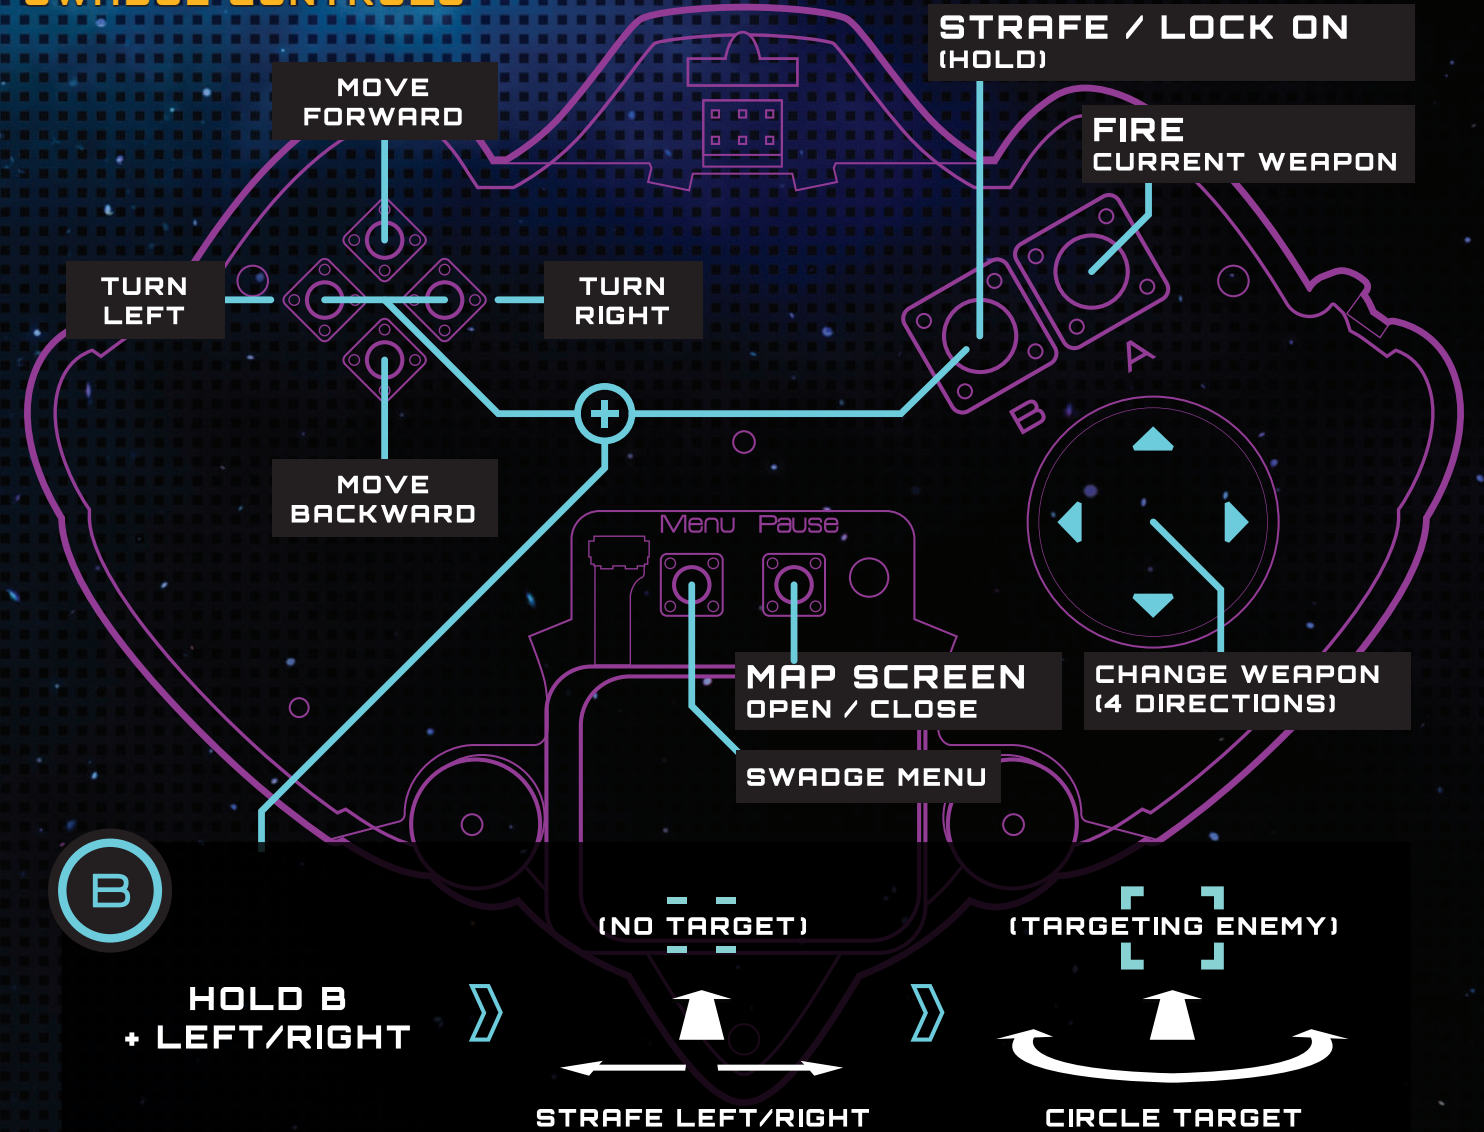 SWADGE CONTROLS
STRAFE / LOCK ON
(HOLD)
MOVE
FORWARD
FIRE
CURRENT WEAPON
TURN
LEFT
TURN
RIGHT
A
B
MOVE
BACKWARD
Menu Pause
MAP SCREEN
OPEN / CLOSE
CHANGE WEAPON
(4 DIRECTIONS)
SWADGE MENU
B
(NO TARGET)
(TARGETING ENEMY)
HOLD B
+ LEFT/RIGHT
STRAFE LEFT/RIGHT
CIRCLE TARGET